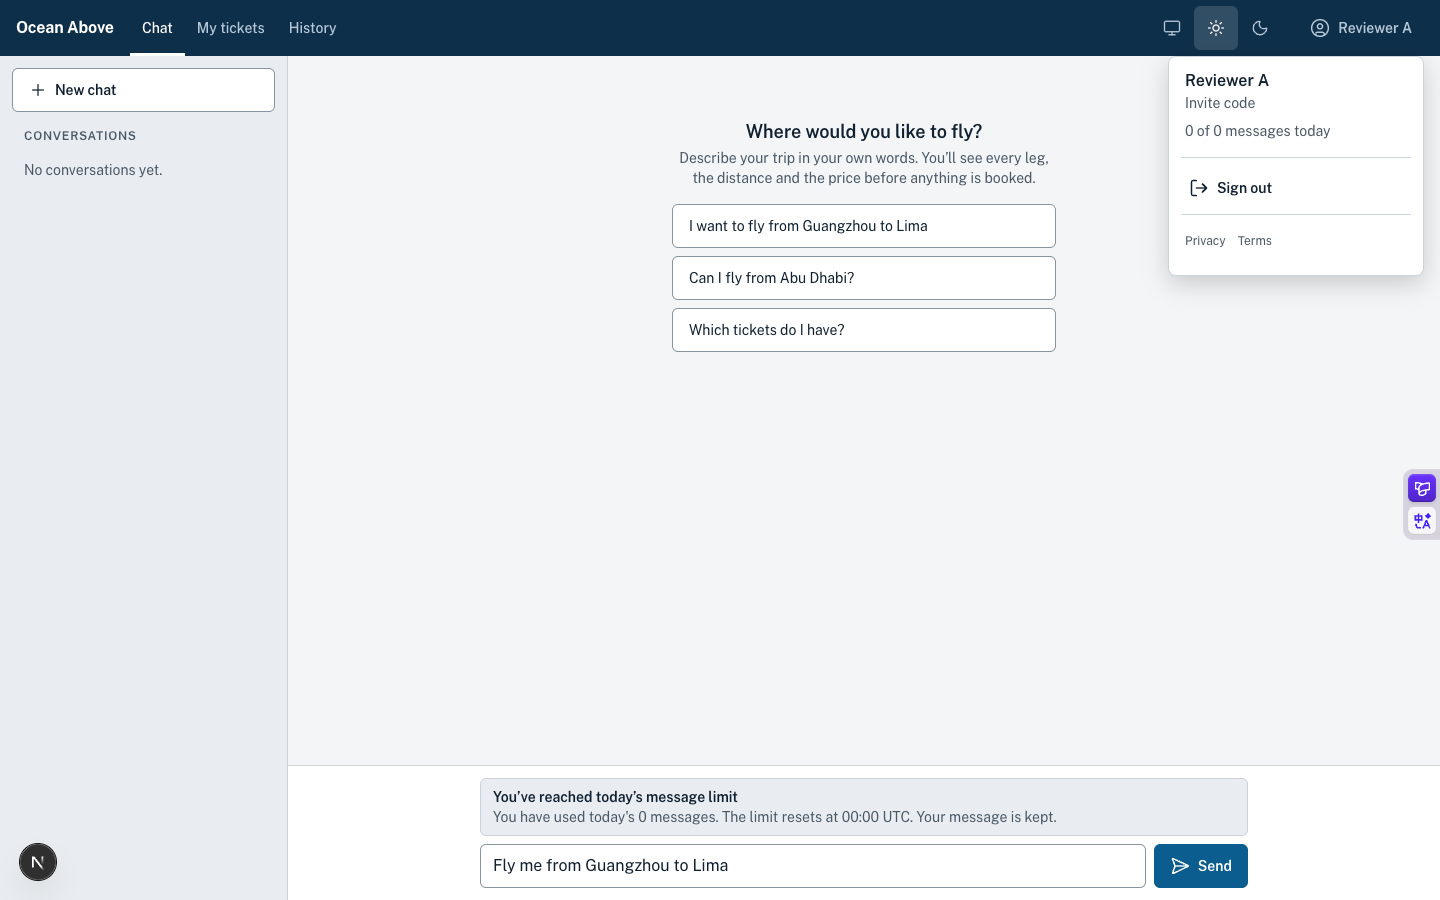 Ocean Above
Chat
My tickets
History
Reviewer A
New chat
CONVERSATIONS
No conversations yet.
Where would you like to fly?
Describe your trip in your own words. You’ll see every leg,
the distance and the price before anything is booked.
I want to fly from Guangzhou to Lima
Can I fly from Abu Dhabi?
Which tickets do I have?
Reviewer A
Invite code
0 of 0 messages today
Sign out
Privacy Terms
中A
You’ve reached today’s message limit
You have used today's 0 messages. The limit resets at 00:00 UTC. Your message is kept.
Fly me from Guangzhou to Lima
Send
N